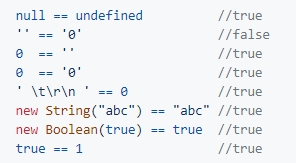 null == undefined //true
'' == '0' //false
0 == '' //true
0 == '0' //true
' \t\r\n ' == 0 //true
new String("abc") == "abc" //true
new Boolean(true) == true //true
true == 1 //true